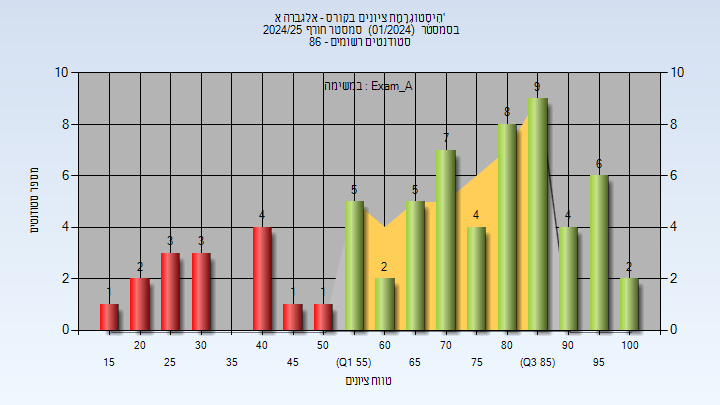 היסטוגרמת ציונים בקורס - אלגברה א'
בסמסטר (01/2024) סמסטר חורף 2024/25
סטודנטים רשומים - 86
במשימה : Exam_A
מספר סטודנטים
10 10
8 8
6 6
4 4
2 2
0 0
1 2 3 3 4 1 1 5 2 5 7 4 8 9 4 6 2
20 30 40 50 60 70 80 90 100
15 25 35 45 (Q1 55) 65 75 (Q3 85) 95
טווח ציונים